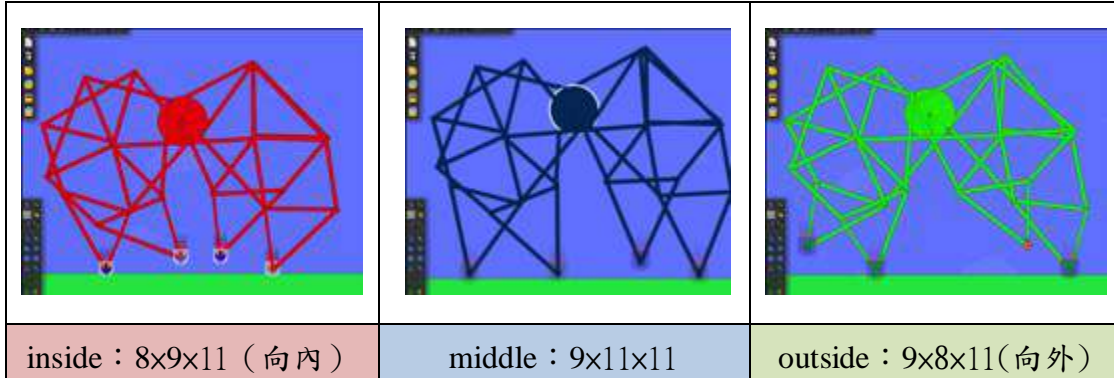 inside：8×9×11（向內）
middle：9×11×11
outside：9×8×11(向外）